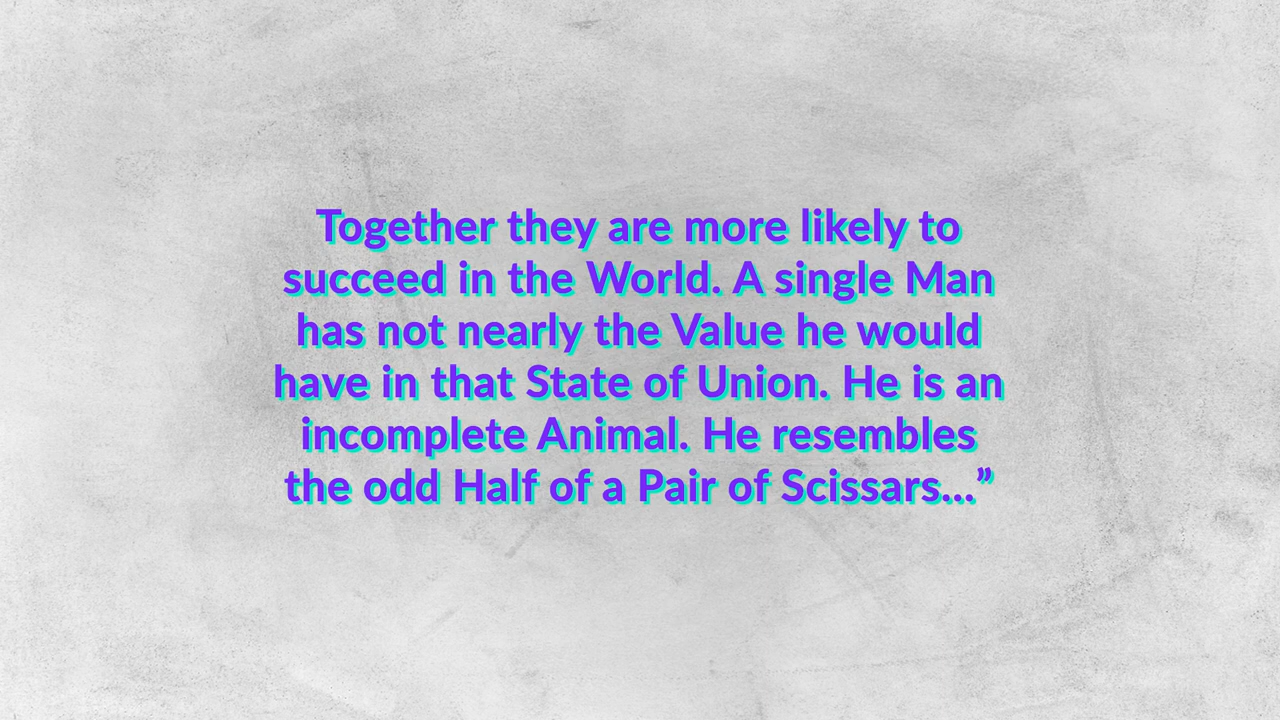 Together they are more likely to
succeed in the World. A single Man
has not nearly the Value he would
have in that State of Union. He is an
incomplete Animal. He resembles
the odd Half of a Pair of Scissars...”